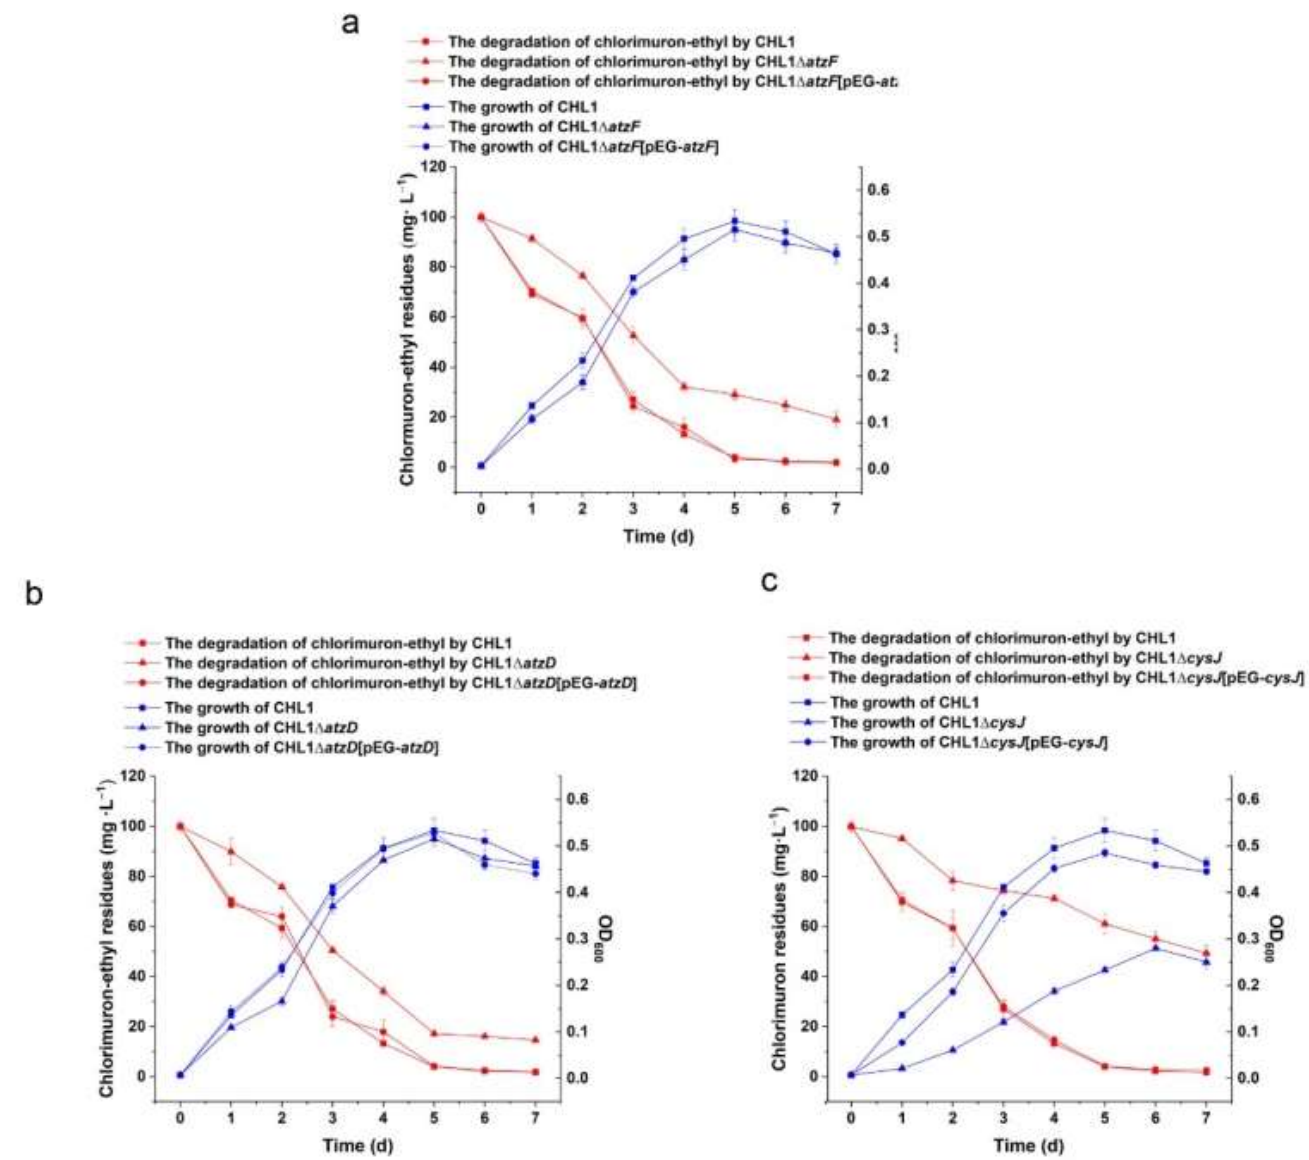 a
The degradation of chlorimuron-ethyl by CHL1
The degradation of chlorimuron-ethyl by CHL1ΔatzF
The degradation of chlorimuron-ethyl by CHL1ΔatzF[pEG-at
The growth of CHL1
The growth of CHL1ΔatzF
The growth of CHL1ΔatzF[pEG-atzF]
Chlormuron-ethyl residues (mg· L⁻¹)
120
100
80
60
40
20
0
0.6
0.5
0.4
0.3
0.2
0.1
0.0
0 1 2 3 4 5 6 7
Time (d)
b
The degradation of chlorimuron-ethyl by CHL1
The degradation of chlorimuron-ethyl by CHL1ΔatzD
The degradation of chlorimuron-ethyl by CHL1ΔatzD[pEG-atzD]
The growth of CHL1
The growth of CHL1ΔatzD
The growth of CHL1ΔatzD[pEG-atzD]
Chlorimuron-ethyl residues (mg ·L⁻¹)
120
100
80
60
40
20
0
0.6
0.5
0.4
0.3
0.2
0.1
0.0
OD₆₀₀
0 1 2 3 4 5 6 7
Time (d)
c
The degradation of chlorimuron-ethyl by CHL1
The degradation of chlorimuron-ethyl by CHL1ΔcysJ
The degradation of chlorimuron-ethyl by CHL1ΔcysJ[pEG-cysJ]
The growth of CHL1
The growth of CHL1ΔcysJ
The growth of CHL1ΔcysJ[pEG-cysJ]
Chlorimuron residues (mg·L⁻¹)
120
100
80
60
40
20
0
0.6
0.5
0.4
0.3
0.2
0.1
0.0
OD₆₀₀
0 1 2 3 4 5 6 7
Time (d)